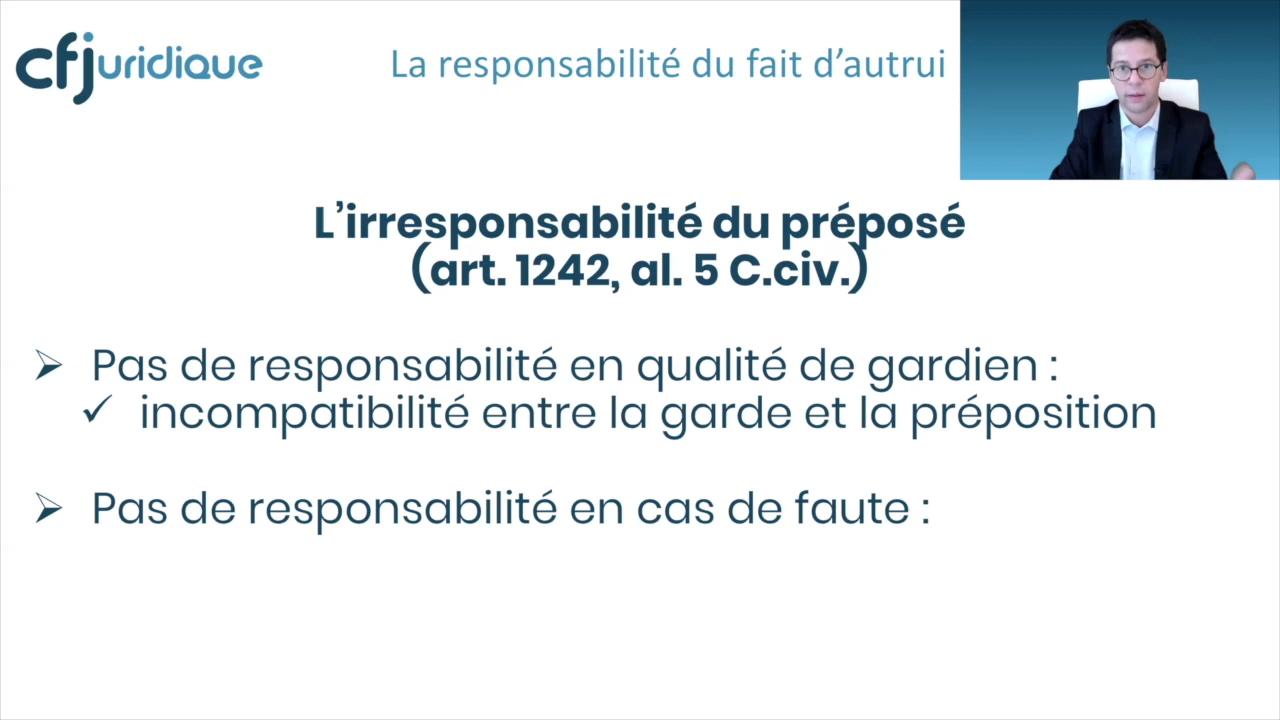 cfjuridique
La responsabilité du fait d’autrui
L’irresponsabilité du préposé
(art. 1242, al. 5 C.civ.)
➢ Pas de responsabilité en qualité de gardien :
✓ incompatibilité entre la garde et la préposition
➢ Pas de responsabilité en cas de faute :